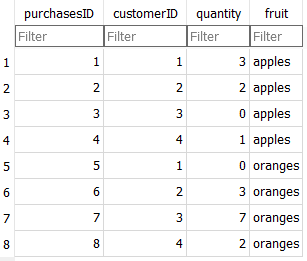 purchasesID customerID quantity fruit
Filter Filter Filter Filter
1 1 1 3 apples
2 2 2 2 apples
3 3 3 0 apples
4 4 4 1 apples
5 5 1 0 oranges
6 6 2 3 oranges
7 7 3 7 oranges
8 8 4 2 oranges